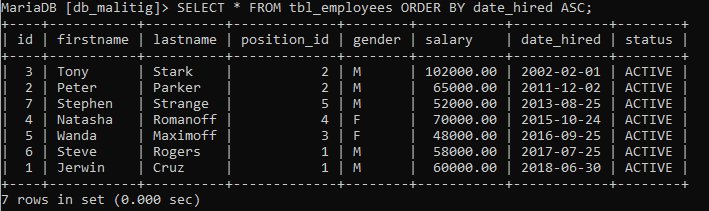 MariaDB [db_malitig]> SELECT * FROM tbl_employees ORDER BY date_hired ASC;
+----+-----------+-----------+-------------+--------+-----------+------------+--------+
| id | firstname | lastname  | position_id | gender | salary    | date_hired | status |
+----+-----------+-----------+-------------+--------+-----------+------------+--------+
|  3 | Tony      | Stark     |           2 | M      | 102000.00 | 2002-02-01 | ACTIVE |
|  2 | Peter     | Parker    |           2 | M      |  65000.00 | 2011-12-02 | ACTIVE |
|  7 | Stephen   | Strange   |           5 | M      |  52000.00 | 2013-08-25 | ACTIVE |
|  4 | Natasha   | Romanoff  |           4 | F      |  70000.00 | 2015-10-24 | ACTIVE |
|  5 | Wanda     | Maximoff  |           3 | F      |  48000.00 | 2016-09-25 | ACTIVE |
|  6 | Steve     | Rogers    |           1 | M      |  58000.00 | 2017-07-25 | ACTIVE |
|  1 | Jerwin    | Cruz      |           1 | M      |  60000.00 | 2018-06-30 | ACTIVE |
+----+-----------+-----------+-------------+--------+-----------+------------+--------+
7 rows in set (0.000 sec)